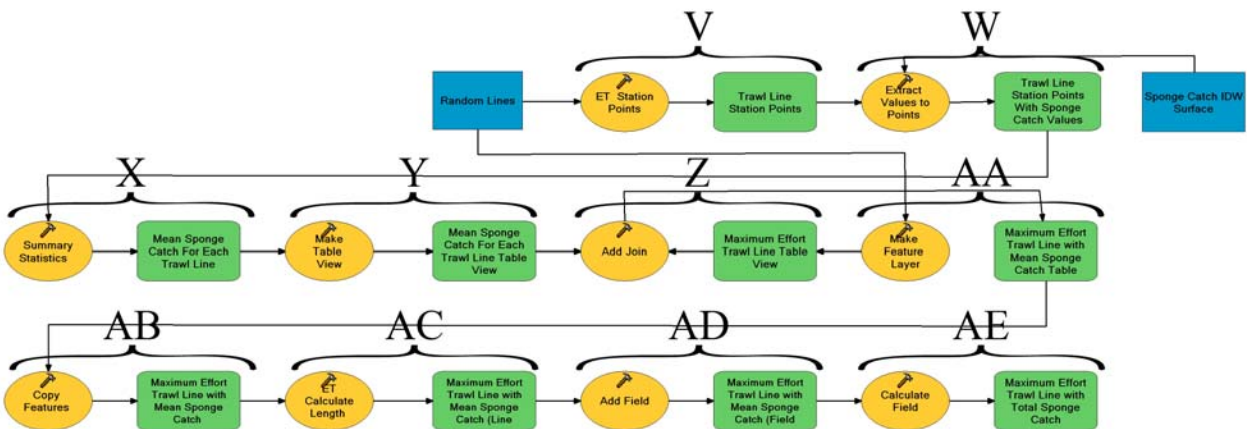 V
W
Random Lines
ET Station
Points
Trawl Line
Station Points
Extract
Values to
Points
Trawl Line
Station Points
With Sponge
Catch Values
Sponge Catch IDW
Surface
X
Y
Z
AA
Summary
Statistics
Mean Sponge
Catch For Each
Trawl Line
Make
Table
View
Mean Sponge
Catch For Each
Trawl Line Table
View
Add Join
Maximum Effort
Trawl Line Table
View
Make
Feature
Layer
Maximum Effort
Trawl Line with
Mean Sponge
Catch Table
AB
AC
AD
AE
Copy
Features
Maximum Effort
Trawl Line with
Mean Sponge
Catch
ET
Calculate
Length
Maximum Effort
Trawl Line with
Mean Sponge
Catch (Line
Add Field
Maximum Effort
Trawl Line with
Mean Sponge
Catch (Field
Calculate
Field
Maximum Effort
Trawl Line with
Total Sponge
Catch